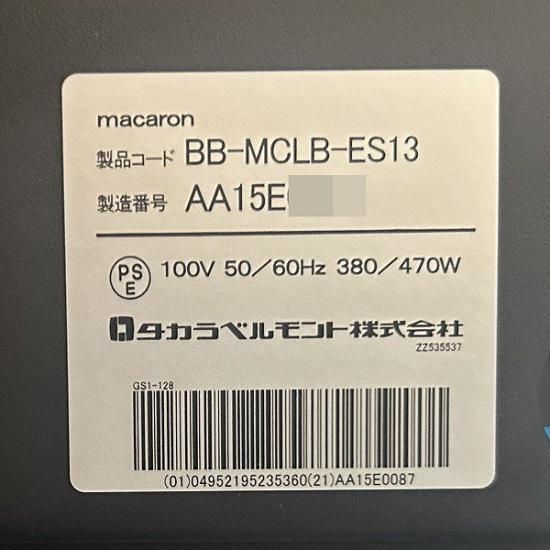 macaron
製品コード BB-MCLB-ES13
製造番号 AA15E
PS
E
100V 50/60Hz 380/470W
タカラベルモント株式会社
ZZ535537
GS1-128
(01)04952195235360(21)AA15E0087